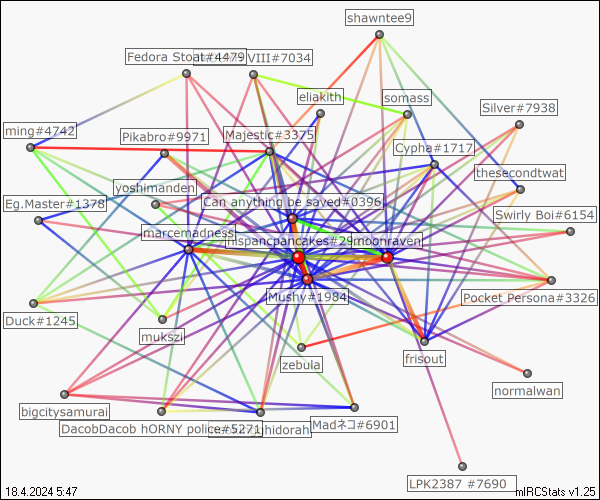 shawntee9
Fedora Stoat#4479
VIII#7034
eliakith
somass
Silver#7938
ming#4742
Pikabro#9971
Majestic#3375
Cypha#1717
thesecondtwat
yoshimanden
Eg.Master#1378
Can anything be saved#0396
Swirly Boi#6154
marcemadness
mspancpancakes#29
moonraven
Mushy#1984
Pocket Persona#3326
Duck#1245
mukszi
zebula
frisout
normalwan
bigcitysamurai
DacobDacob hORNY police#5271
hidorah
Madネコ#6901
LPK2387 #7690
18.4.2024 5:47
mIRCStats v1.25